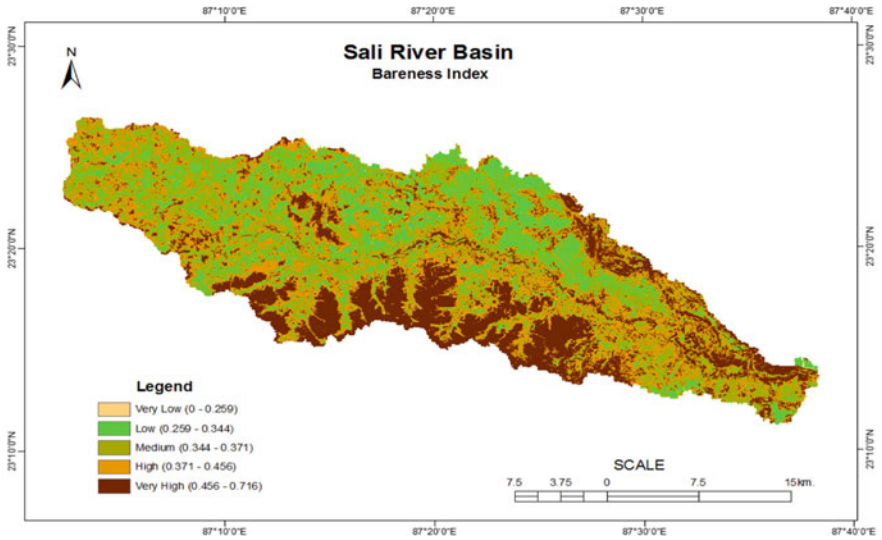 87°10'0"E 87°20'0"E 87°30'0"E 87°40'0"E
Sali River Basin
Bareness Index
N
23°30'0"N 23°30'0"N
23°20'0"N 23°20'0"N
23°10'0"N 23°10'0"N
Legend
Very Low (0 - 0.259)
Low (0.259 - 0.344)
Medium (0.344 - 0.371)
High (0.371 - 0.456)
Very High (0.456 - 0.716)
SCALE
7.5 3.75 0 7.5 15km.
87°10'0"E 87°20'0"E 87°30'0"E 87°40'0"E